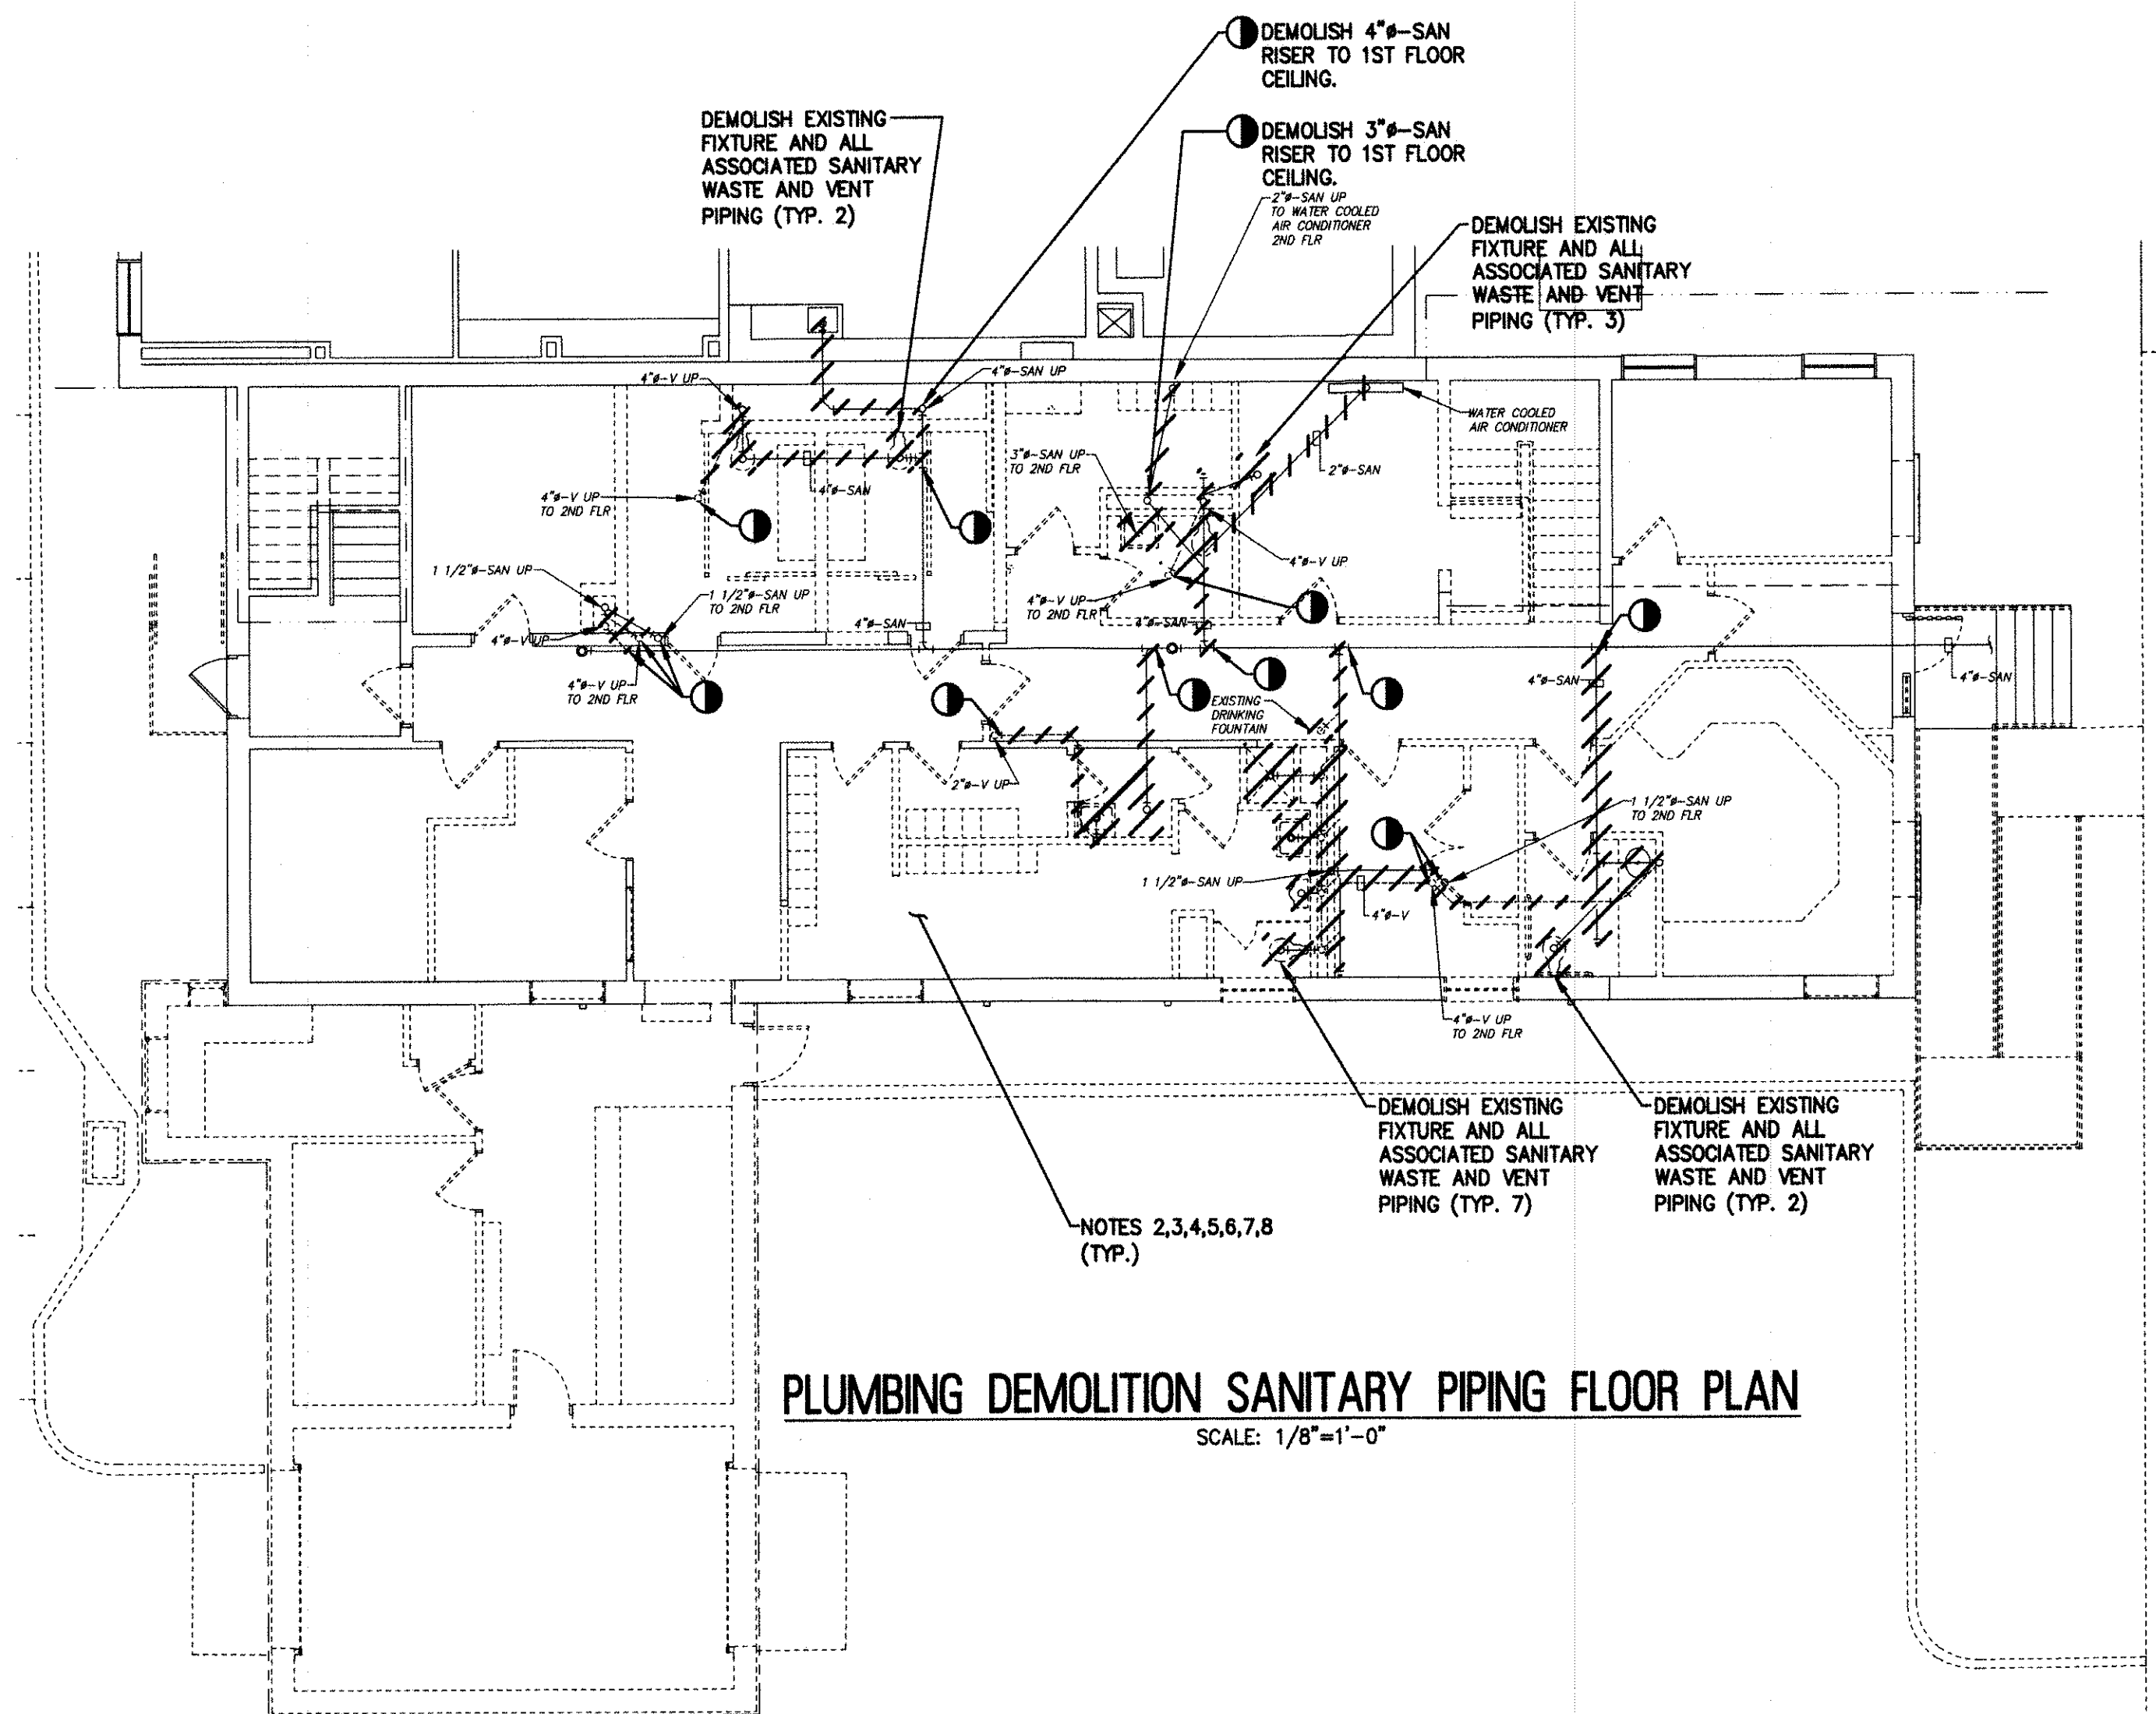 DEMOLISH 4"ø-SAN
RISER TO 1ST FLOOR
CEILING.
DEMOLISH EXISTING
FIXTURE AND ALL
ASSOCIATED SANITARY
WASTE AND VENT
PIPING (TYP. 2)
DEMOLISH 3"ø-SAN
RISER TO 1ST FLOOR
CEILING.
2"ø-SAN UP
TO WATER COOLED
AIR CONDITIONER
2ND FLR
DEMOLISH EXISTING
FIXTURE AND ALL
ASSOCIATED SANITARY
WASTE AND VENT
PIPING (TYP. 3)
4"ø-V UP
4"ø-SAN UP
WATER COOLED
AIR CONDITIONER
3"ø-SAN UP
TO 2ND FLR
2"ø-SAN
4"ø-SAN
4"ø-V UP
TO 2ND FLR
4"ø-V UP
1 1/2"ø-SAN UP
1 1/2"ø-SAN UP
TO 2ND FLR
4"ø-V UP
TO 2ND FLR
4"ø-SAN
4"ø-SAN
4"ø-V UP
4"ø-V UP
TO 2ND FLR
4"ø-SAN
4"ø-SAN
EXISTING
DRINKING
FOUNTAIN
2"ø-V UP
1 1/2"ø-SAN UP
TO 2ND FLR
1 1/2"ø-SAN UP
4"ø-V
4"ø-V UP
TO 2ND FLR
DEMOLISH EXISTING
FIXTURE AND ALL
ASSOCIATED SANITARY
WASTE AND VENT
PIPING (TYP. 7)
DEMOLISH EXISTING
FIXTURE AND ALL
ASSOCIATED SANITARY
WASTE AND VENT
PIPING (TYP. 2)
NOTES 2,3,4,5,6,7,8
(TYP.)
PLUMBING DEMOLITION SANITARY PIPING FLOOR PLAN
SCALE: 1/8"=1'-0"